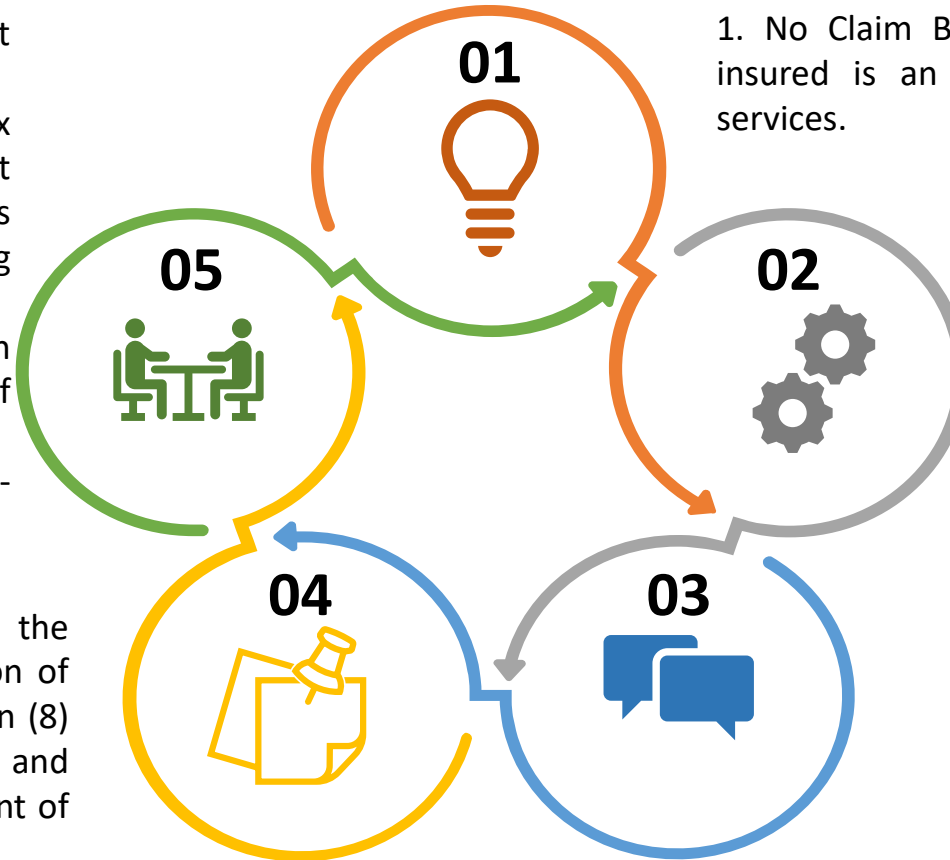 t
x
t
s
g
n
f
-
the
on of
n (8)
and
nt of
01
1. No Claim B
insured is an
services.
02
03
04
05